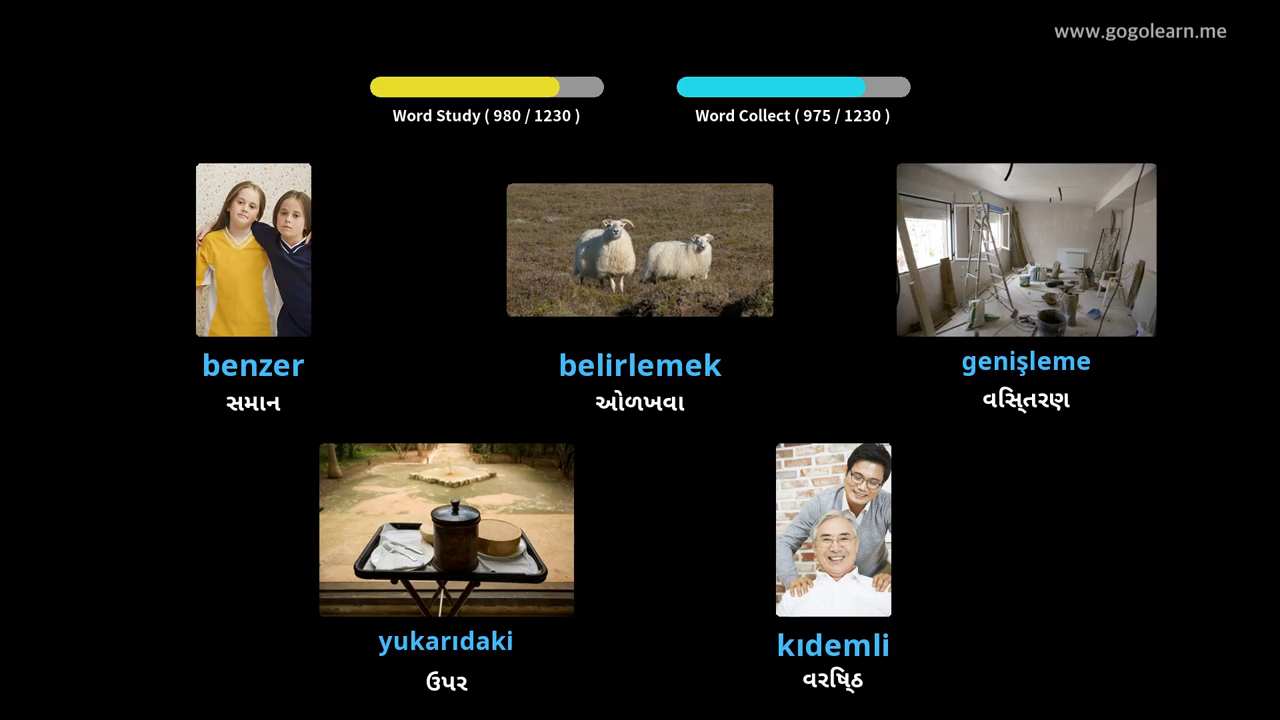 www.gogolearn.me
Word Study ( 980 / 1230 )
Word Collect ( 975 / 1230 )
benzer
સમાન
belirlemek
ઓળખવા
genişleme
વિસ્તરણ
yukarıdaki
ઉપર
kıdemli
વરિષ્ઠ